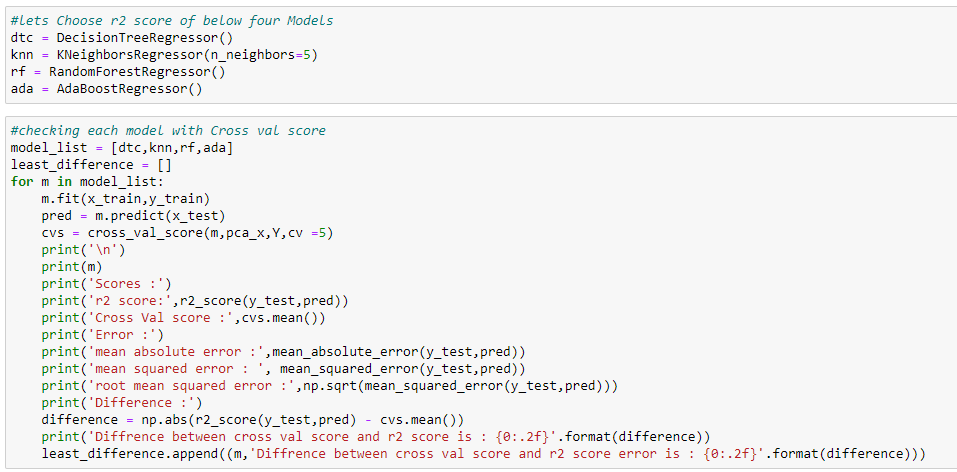 #lets Choose r2 score of below four Models
dtc = DecisionTreeRegressor()
knn = KNeighborsRegressor(n_neighbors=5)
rf = RandomForestRegressor()
ada = AdaBoostRegressor()
#checking each model with Cross val score
model_list = [dtc,knn,rf,ada]
least_difference = []
for m in model_list:
    m.fit(x_train,y_train)
    pred = m.predict(x_test)
    cvs = cross_val_score(m,pca_x,Y,cv =5)
    print('\n')
    print(m)
    print('Scores :')
    print('r2 score:',r2_score(y_test,pred))
    print('Cross Val score :',cvs.mean())
    print('Error :')
    print('mean absolute error :',mean_absolute_error(y_test,pred))
    print('mean squared error : ', mean_squared_error(y_test,pred))
    print('root mean squared error :',np.sqrt(mean_squared_error(y_test,pred)))
    print('Difference :')
    difference = np.abs(r2_score(y_test,pred) - cvs.mean())
    print('Diffrence between cross val score and r2 score is : {0:.2f}'.format(difference))
    least_difference.append((m,'Diffrence between cross val score and r2 score error is : {0:.2f}'.format(difference)))